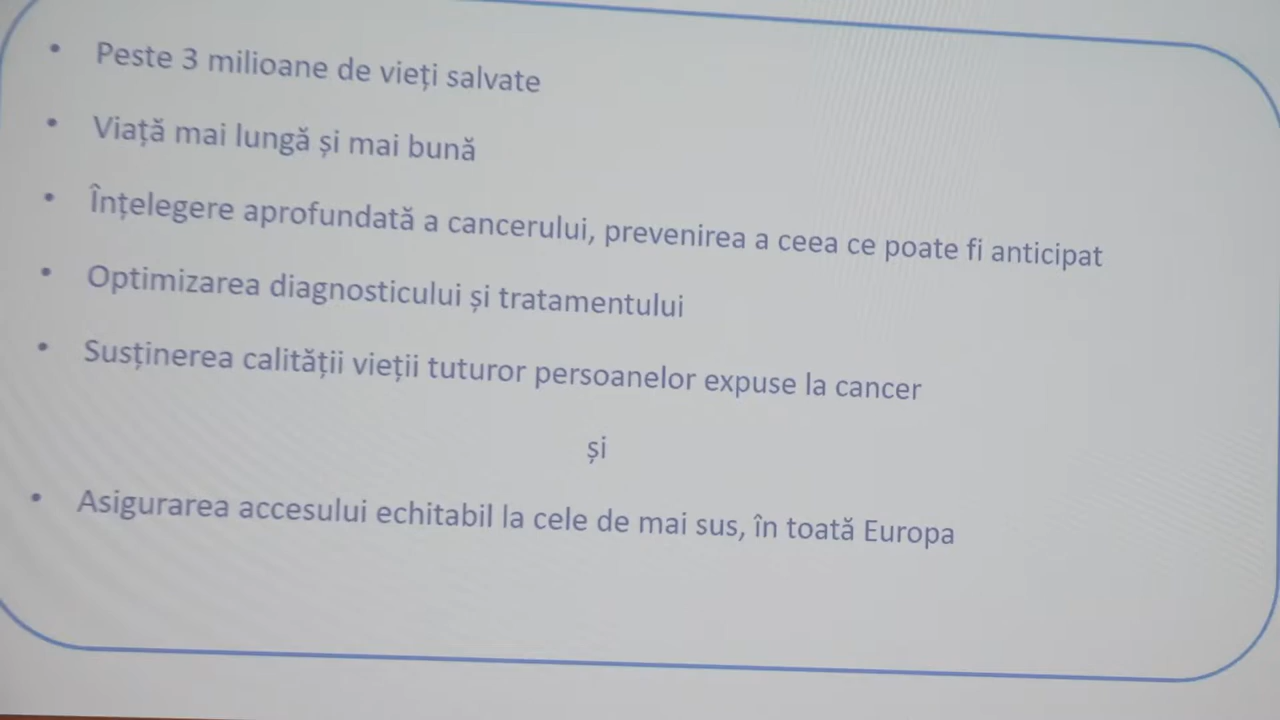 • Peste 3 milioane de vieți salvate
• Viață mai lungă și mai bună
• Înțelegere aprofundată a cancerului, prevenirea a ceea ce poate fi anticipat
• Optimizarea diagnosticului și tratamentului
• Susținerea calității vieții tuturor persoanelor expuse la cancer
și
• Asigurarea accesului echitabil la cele de mai sus, în toată Europa